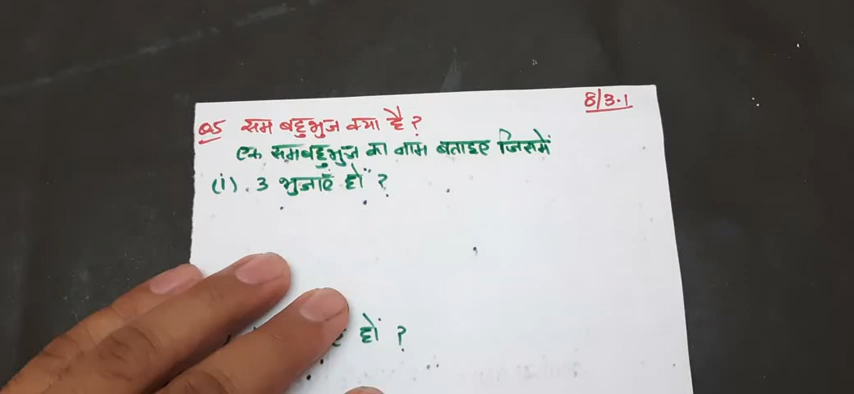 8/3.1
Q5 सम बहुभुज क्या है?
एक समबहुभुज का नाम बताइए जिसमें
(i) 3 भुजाएं हों?
हों?